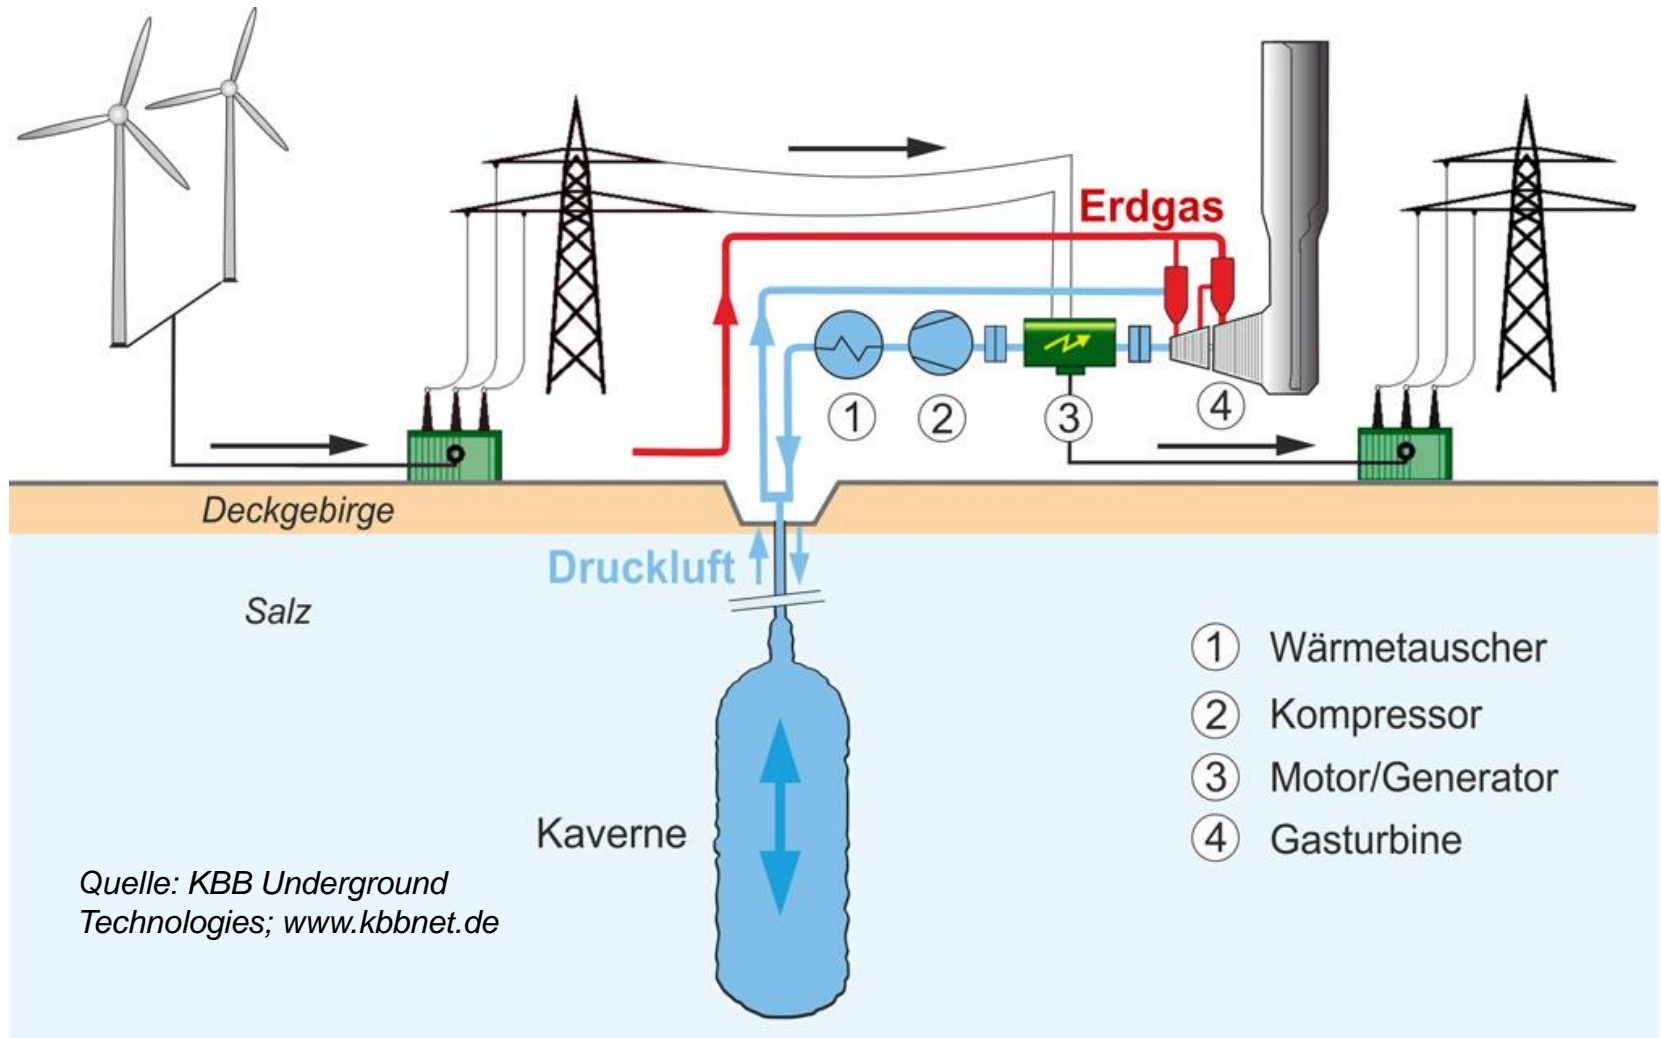 Erdgas
1
2
3
4
Deckgebirge
Druckluft
Salz
1 Wärmetauscher
2 Kompressor
3 Motor/Generator
4 Gasturbine
Kaverne
Quelle: KBB Underground
Technologies; www.kbbnet.de